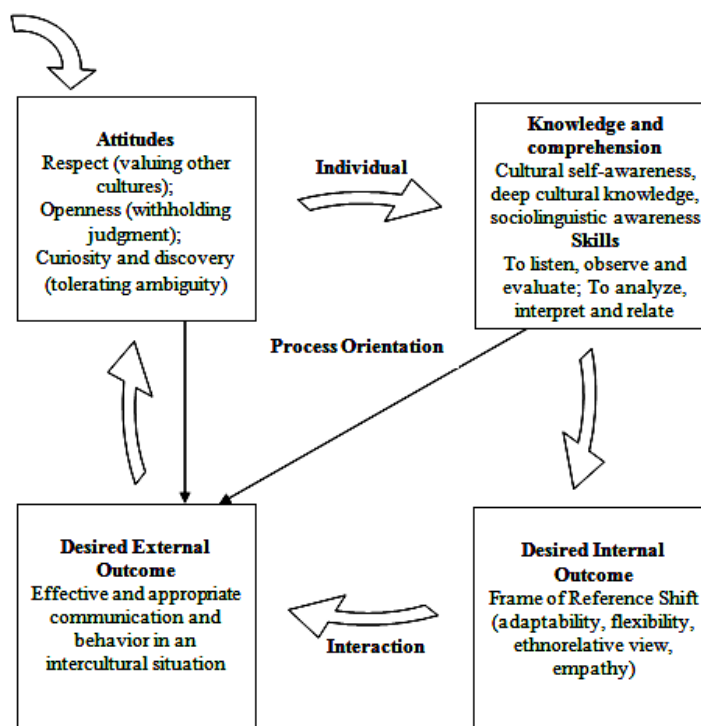 Attitudes
Respect (valuing other
cultures);
Openness (withholding
judgment);
Curiosity and discovery
(tolerating ambiguity)
Individual
Knowledge and
comprehension
Cultural self-awareness,
deep cultural knowledge,
sociolinguistic awareness
Skills
To listen, observe and
evaluate; To analyze,
interpret and relate
Process Orientation
Desired External
Outcome
Effective and appropriate
communication and
behavior in an
intercultural situation
Interaction
Desired Internal
Outcome
Frame of Reference Shift
(adaptability, flexibility,
ethnorelative view,
empathy)